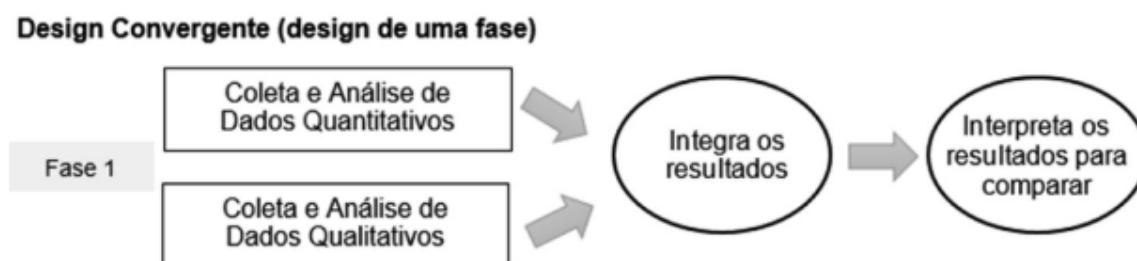 Design Convergente (design de uma fase)
Fase 1
Coleta e Análise de
Dados Quantitativos
Coleta e Análise de
Dados Qualitativos
Integra os
resultados
Interpreta os
resultados para
comparar